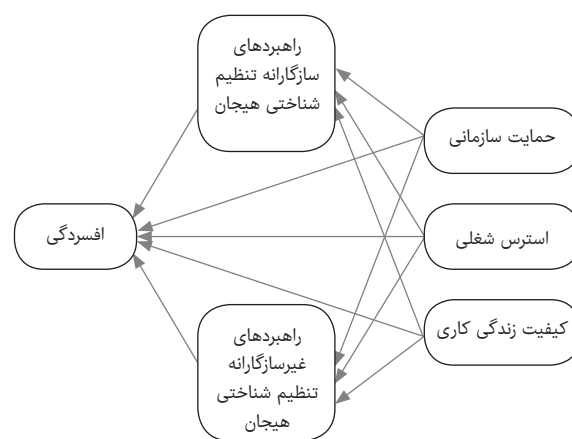 راهبردهای
سازگارانه تنظیم
شناختی هیجان
حمایت سازمانی
استرس شغلی
افسردگی
کیفیت زندگی کاری
راهبردهای
غیرسازگارانه
تنظیم شناختی
هیجان